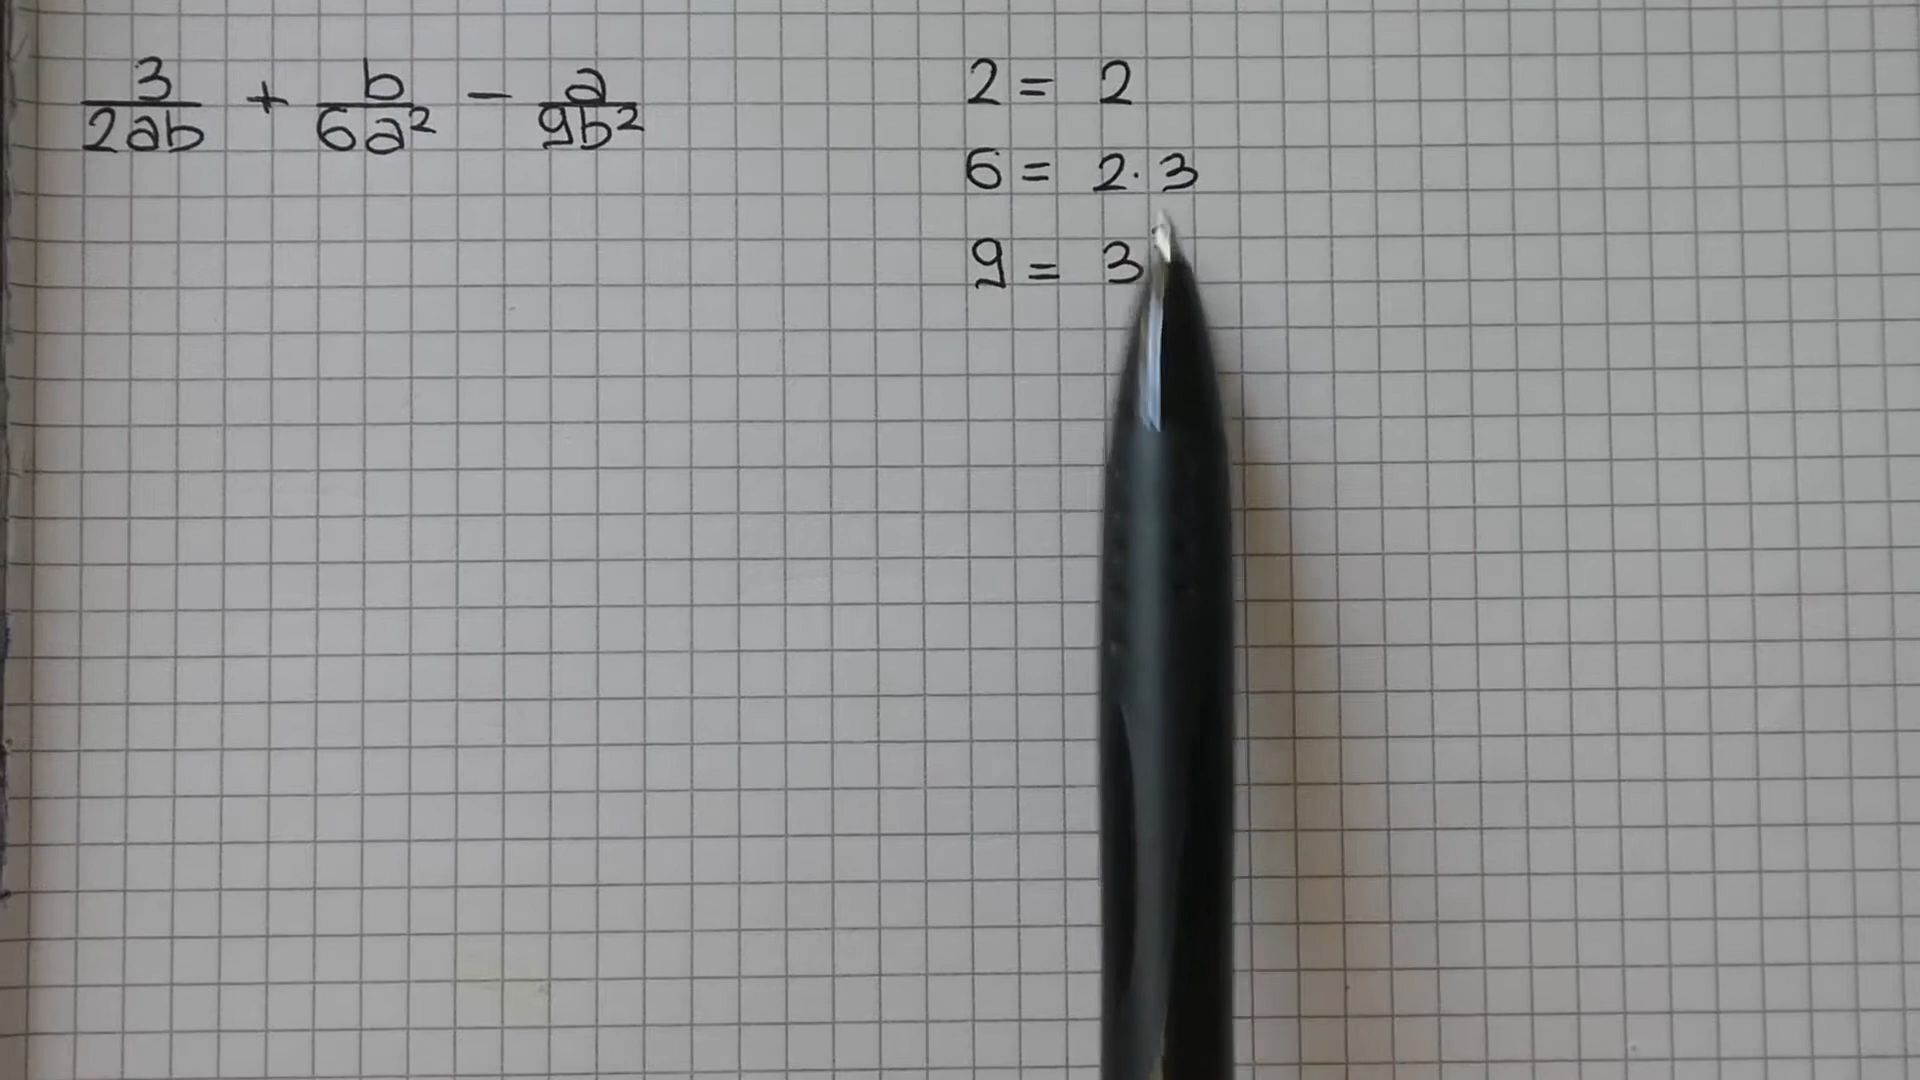 3/2ab + b/6a² − a/9b²
2 = 2
6 = 2·3
9 = 3